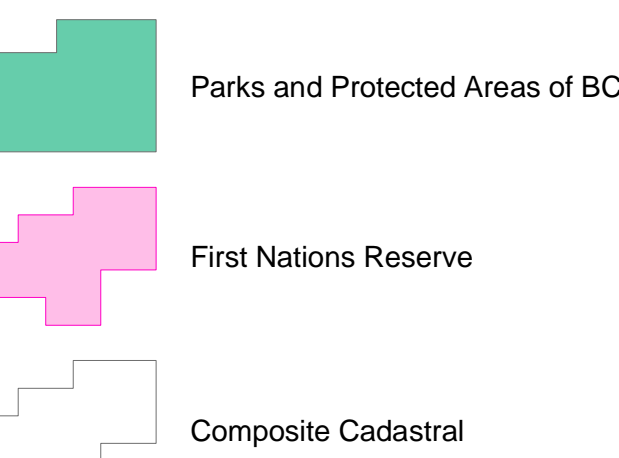 Parks and Protected Areas of BC
First Nations Reserve
Composite Cadastral